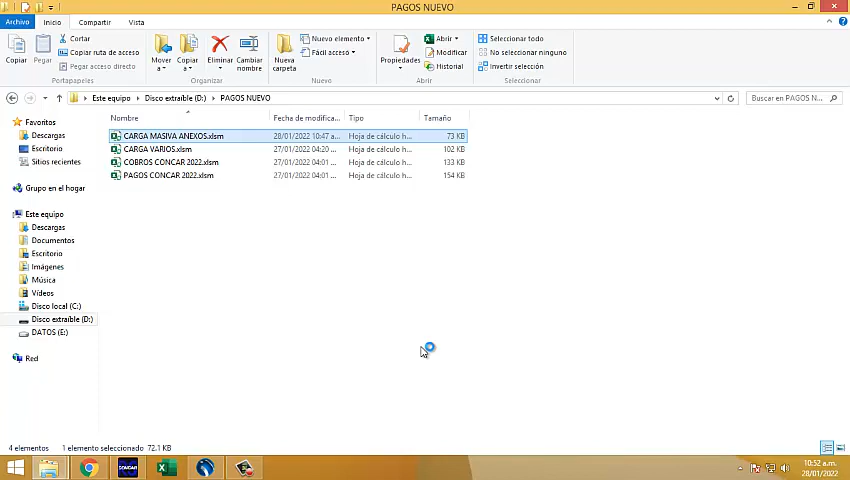 PAGOS NUEVO
Archivo Inicio Compartir Vista
Copiar Pegar Cortar Copiar ruta de acceso Pegar acceso directo
Portapapeles
Mover a Copiar a Eliminar Cambiar nombre
Organizar
Nueva carpeta Nuevo elemento Fácil acceso
Nuevo
Propiedades Abrir Modificar Historial
Abrir
Seleccionar todo
No seleccionar ninguno
Invertir selección
Seleccionar
Este equipo Disco extraíble (D:) PAGOS NUEVO
Buscar en PAGOS N...
Nombre Fecha de modifica... Tipo Tamaño
CARGA MASIVA ANEXOS.xlsm 28/01/2022 10:47 a... Hoja de cálculo h... 73 KB
CARGA VARIOS.xlsm 27/01/2022 04:20 ... Hoja de cálculo h... 102 KB
COBROS CONCAR 2022.xlsm 27/01/2022 04:01 ... Hoja de cálculo h... 133 KB
PAGOS CONCAR 2022.xlsm 27/01/2022 04:01 ... Hoja de cálculo h... 154 KB
Favoritos
Descargas
Escritorio
Sitios recientes
Grupo en el hogar
Este equipo
Descargas
Documentos
Escritorio
Imágenes
Música
Vídeos
Disco local (C:)
Disco extraíble (D:)
DATOS (E:)
Red
4 elementos 1 elemento seleccionado 72.1 KB
10:52 a.m.
28/01/2022